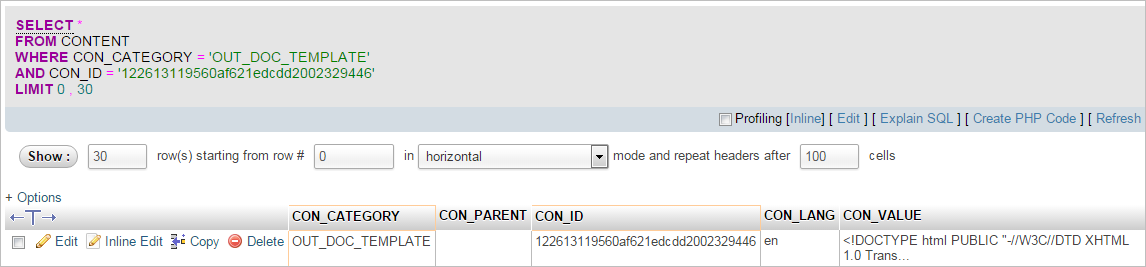 SELECT *
FROM CONTENT
WHERE CON_CATEGORY = 'OUT_DOC_TEMPLATE'
AND CON_ID = '122613119560af621edcdd2002329446'
LIMIT 0 , 30
Profiling [Inline] [ Edit ] [ Explain SQL ] [ Create PHP Code ] [ Refresh
Show : 30 row(s) starting from row # 0 in horizontal mode and repeat headers after 100 cells
+ Options
←T→ CON_CATEGORY CON_PARENT CON_ID CON_LANG CON_VALUE
Edit Inline Edit Copy Delete OUT_DOC_TEMPLATE 122613119560af621edcdd2002329446 en <!DOCTYPE html PUBLIC "-//W3C//DTD XHTML
1.0 Trans...